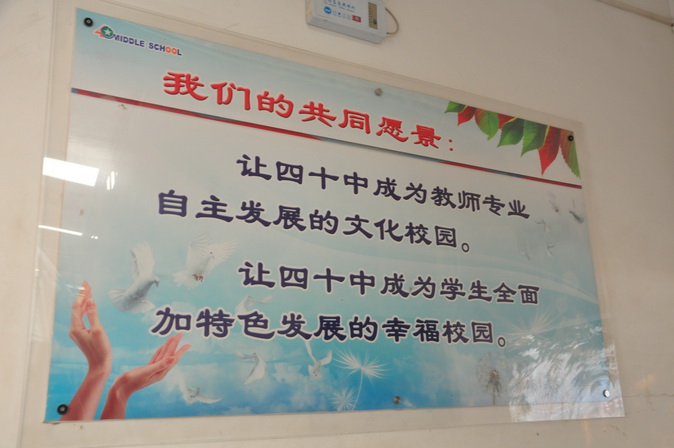 MIDDLE SCHOOL
我们的共同愿景：
让四十中成为教师专业
自主发展的文化校园。
让四十中成为学生全面
加特色发展的幸福校园。